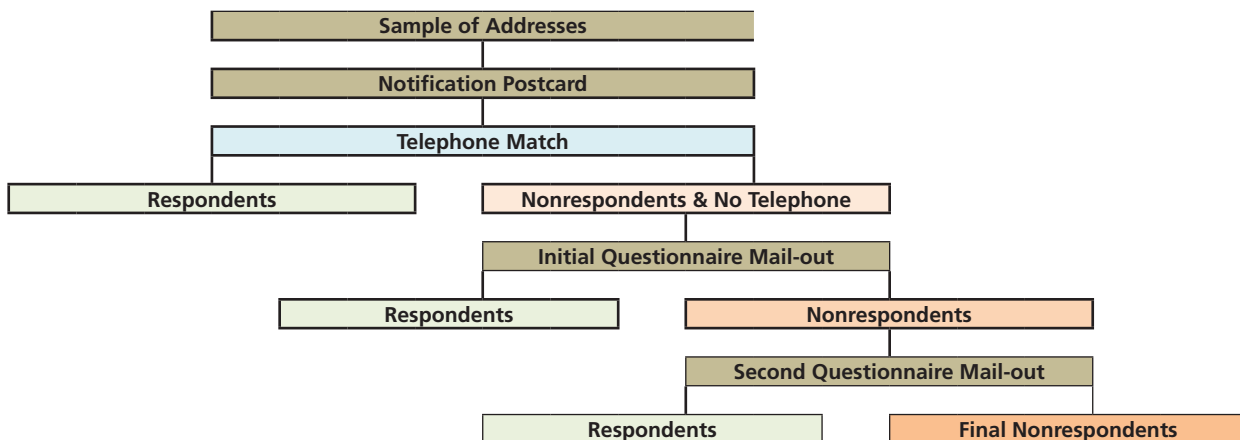 Sample of Addresses
Notification Postcard
Telephone Match
Respondents
Nonrespondents & No Telephone
Initial Questionnaire Mail-out
Respondents
Nonrespondents
Second Questionnaire Mail-out
Respondents
Final Nonrespondents